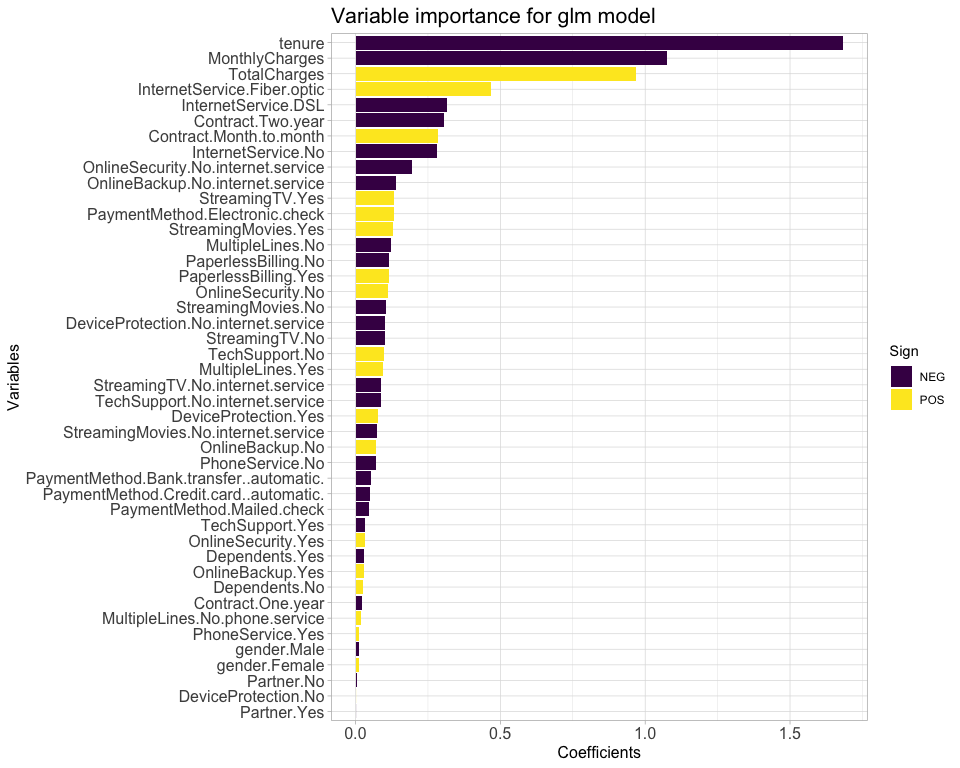 Variable importance for glm model
tenure
MonthlyCharges
TotalCharges
InternetService.Fiber.optic
InternetService.DSL
Contract.Two.year
Contract.Month.to.month
InternetService.No
OnlineSecurity.No.internet.service
OnlineBackup.No.internet.service
StreamingTV.Yes
PaymentMethod.Electronic.check
StreamingMovies.Yes
MultipleLines.No
PaperlessBilling.No
PaperlessBilling.Yes
OnlineSecurity.No
StreamingMovies.No
DeviceProtection.No.internet.service
StreamingTV.No
TechSupport.No
MultipleLines.Yes
StreamingTV.No.internet.service
TechSupport.No.internet.service
DeviceProtection.Yes
StreamingMovies.No.internet.service
OnlineBackup.No
PhoneService.No
PaymentMethod.Bank.transfer..automatic.
PaymentMethod.Credit.card..automatic.
PaymentMethod.Mailed.check
TechSupport.Yes
OnlineSecurity.Yes
Dependents.Yes
OnlineBackup.Yes
Dependents.No
Contract.One.year
MultipleLines.No.phone.service
PhoneService.Yes
gender.Male
gender.Female
Partner.No
DeviceProtection.No
Partner.Yes
Variables
0.0 0.5 1.0 1.5
Coefficients
Sign
NEG
POS